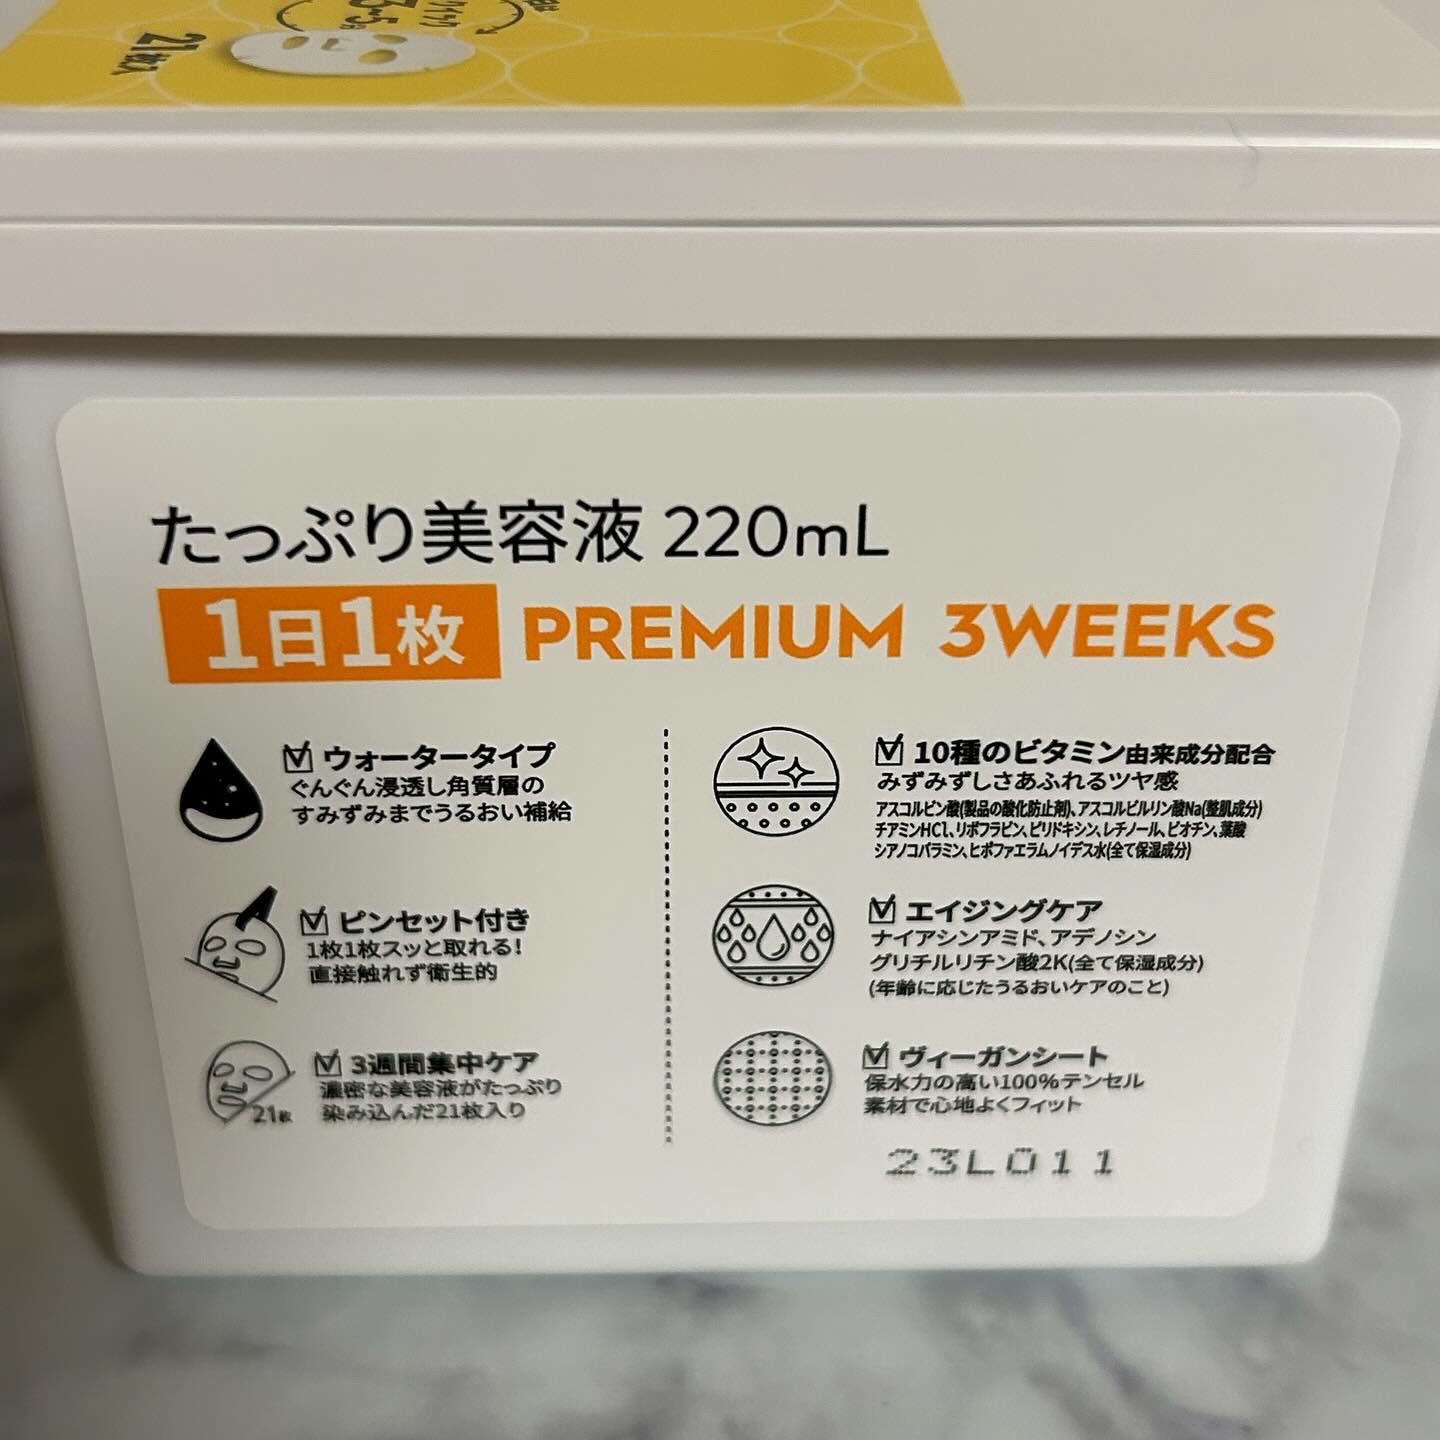 21枚入
3~5分
クイック
たっぷり美容液 220mL
1日1枚 PREMIUM 3WEEKS
ウォータータイプ
ぐんぐん浸透し角質層の
すみずみまでうるおい補給
ピンセット付き
1枚1枚スッと取れる!
直接触れず衛生的
3週間集中ケア
濃密な美容液がたっぷり
染み込んだ21枚入り
21枚
10種のビタミン由来成分配合
みずみずしさあふれるツヤ感
アスコルビン酸(製品の酸化防止剤)、アスコルビルリン酸Na(整肌成分)
チアミンHCl、リボフラビン、ピリドキシン、レチノール、ビオチン、葉酸
シアノコバラミン、ヒポファエラムノイデス水(全て保湿成分)
エイジングケア
ナイアシンアミド、アデノシン
グリチルリチン酸2K(全て保湿成分)
(年齢に応じたうるおいケアのこと)
ヴィーガンシート
保水力の高い100%テンセル
素材で心地よくフィット
23L011